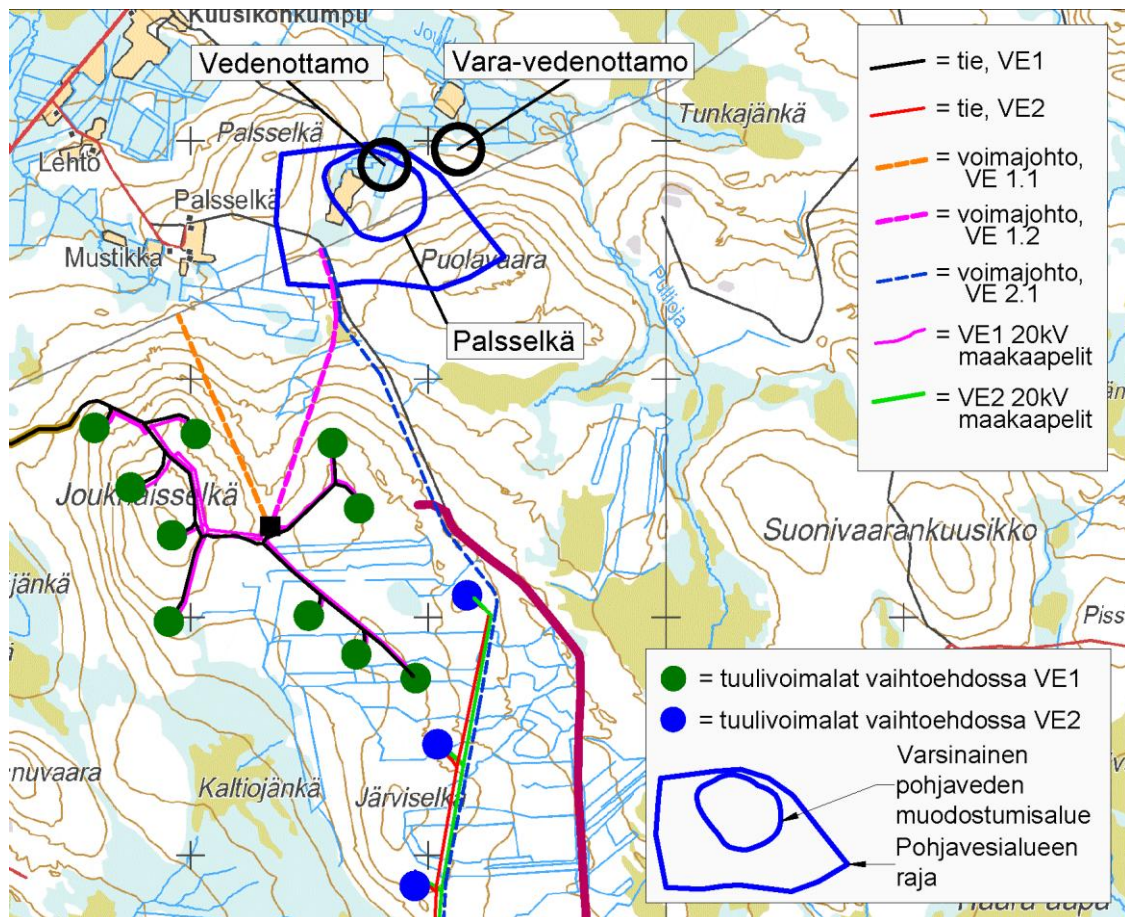 Kuusikonkumpu
Vedenottamo
Vara-vedenottamo
Palsselkä
Tunkajänkä
Lehto
Palsselkä
Mustikka
Puolavaara
Pullioja
Palsselkä
Joukhaisselkä
Suonivaarankuusikko
Kaltiojänkä
Järviselkä
= tie, VE1
= tie, VE2
= voimajohto,
VE 1.1
= voimajohto,
VE 1.2
= voimajohto,
VE 2.1
= VE1 20kV
maakaapelit
= VE2 20kV
maakaapelit
= tuulivoimalat vaihtoehdossa VE1
= tuulivoimalat vaihtoehdossa VE2
Varsinainen
pohjaveden
muodostumisalue
Pohjavesialueen
raja